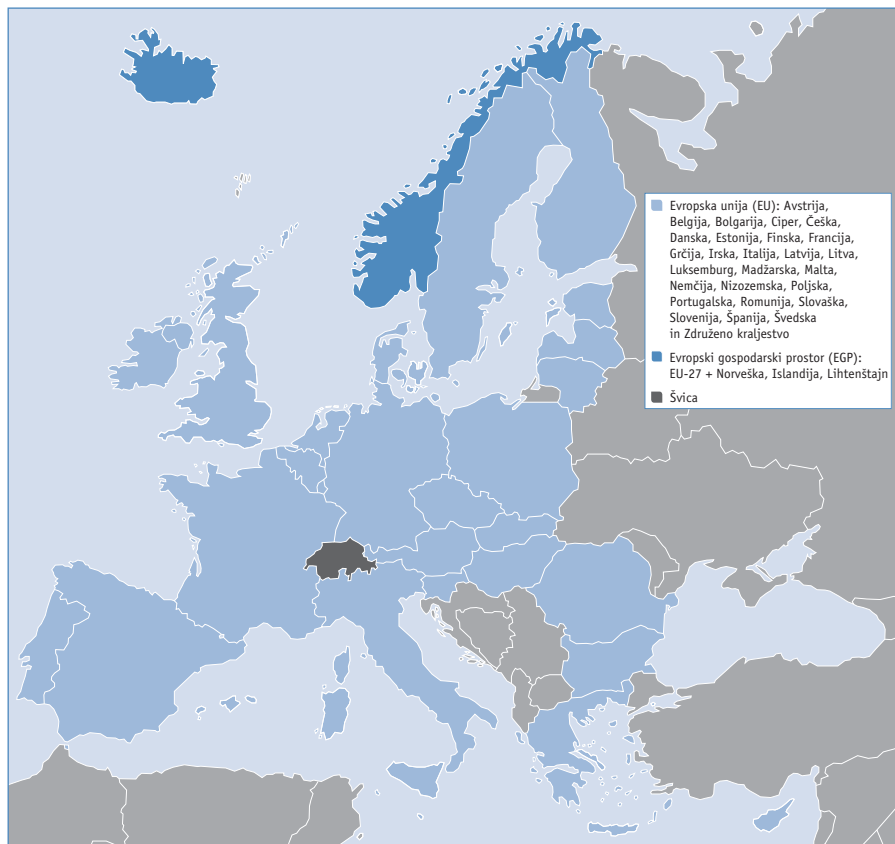 Evropska unija (EU): Avstrija,
Belgija, Bolgarija, Ciper, Češka,
Danska, Estonija, Finska, Francija,
Grčija, Irska, Italija, Latvija, Litva,
Luksemburg, Madžarska, Malta,
Nemčija, Nizozemska, Poljska,
Portugalska, Romunija, Slovaška,
Slovenija, Španija, Švedska
in Združeno kraljestvo
Evropski gospodarski prostor (EGP):
EU-27 + Norveška, Islandija, Lihtenštajn
Švica